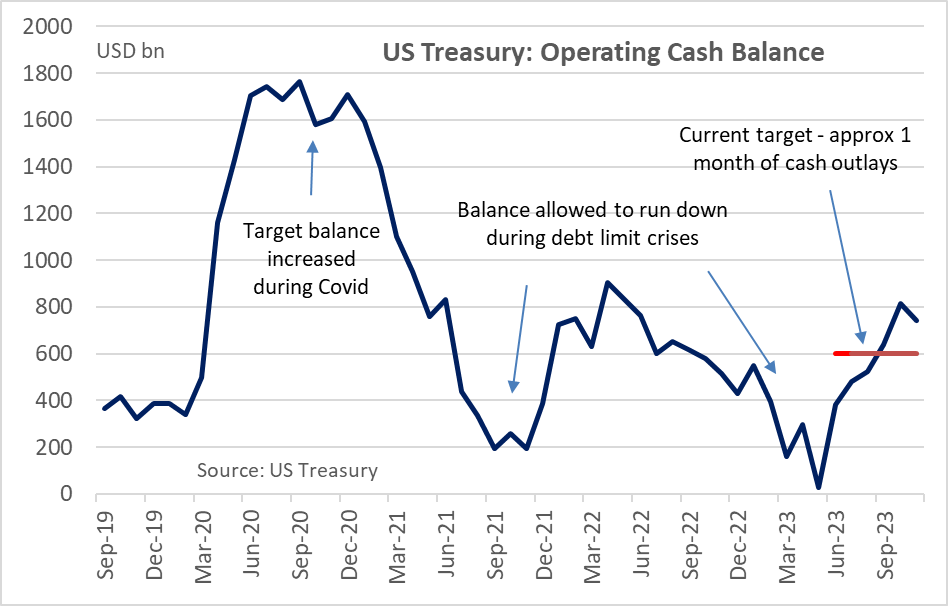 US Treasury: Operating Cash Balance
USD bn
2000
1800
1600
1400
1200
1000
800
600
400
200
0
Target balance
increased
during Covid
Balance allowed to run down
during debt limit crises
Current target - approx 1
month of cash outlays
Source: US Treasury
Sep-19
Dec-19
Mar-20
Jun-20
Sep-20
Dec-20
Mar-21
Jun-21
Sep-21
Dec-21
Mar-22
Jun-22
Sep-22
Dec-22
Mar-23
Jun-23
Sep-23